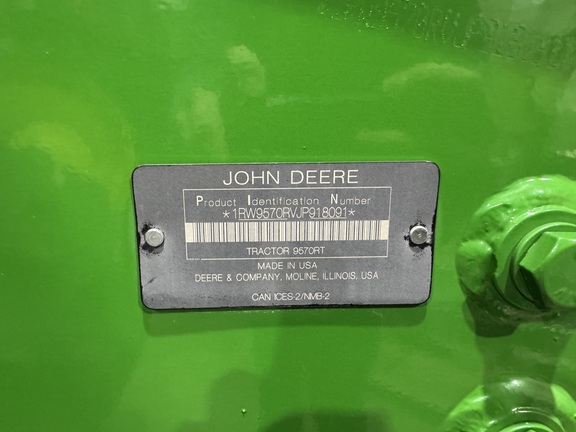 JOHN DEERE
Product Identification Number
*1RW9570RVJP918091*
TRACTOR 9570RT
MADE IN USA
DEERE & COMPANY, MOLINE, ILLINOIS, USA
CAN ICES-2/NMB-2